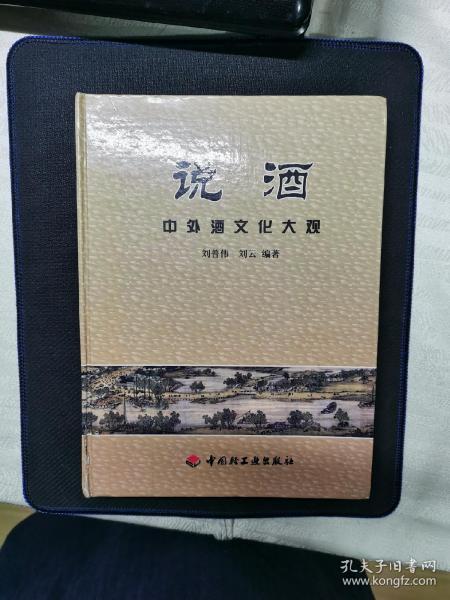 说酒
中外酒文化大观
刘善伟 刘云 编著
中国轻工业出版社
孔夫子旧书网
www.kongfz.com